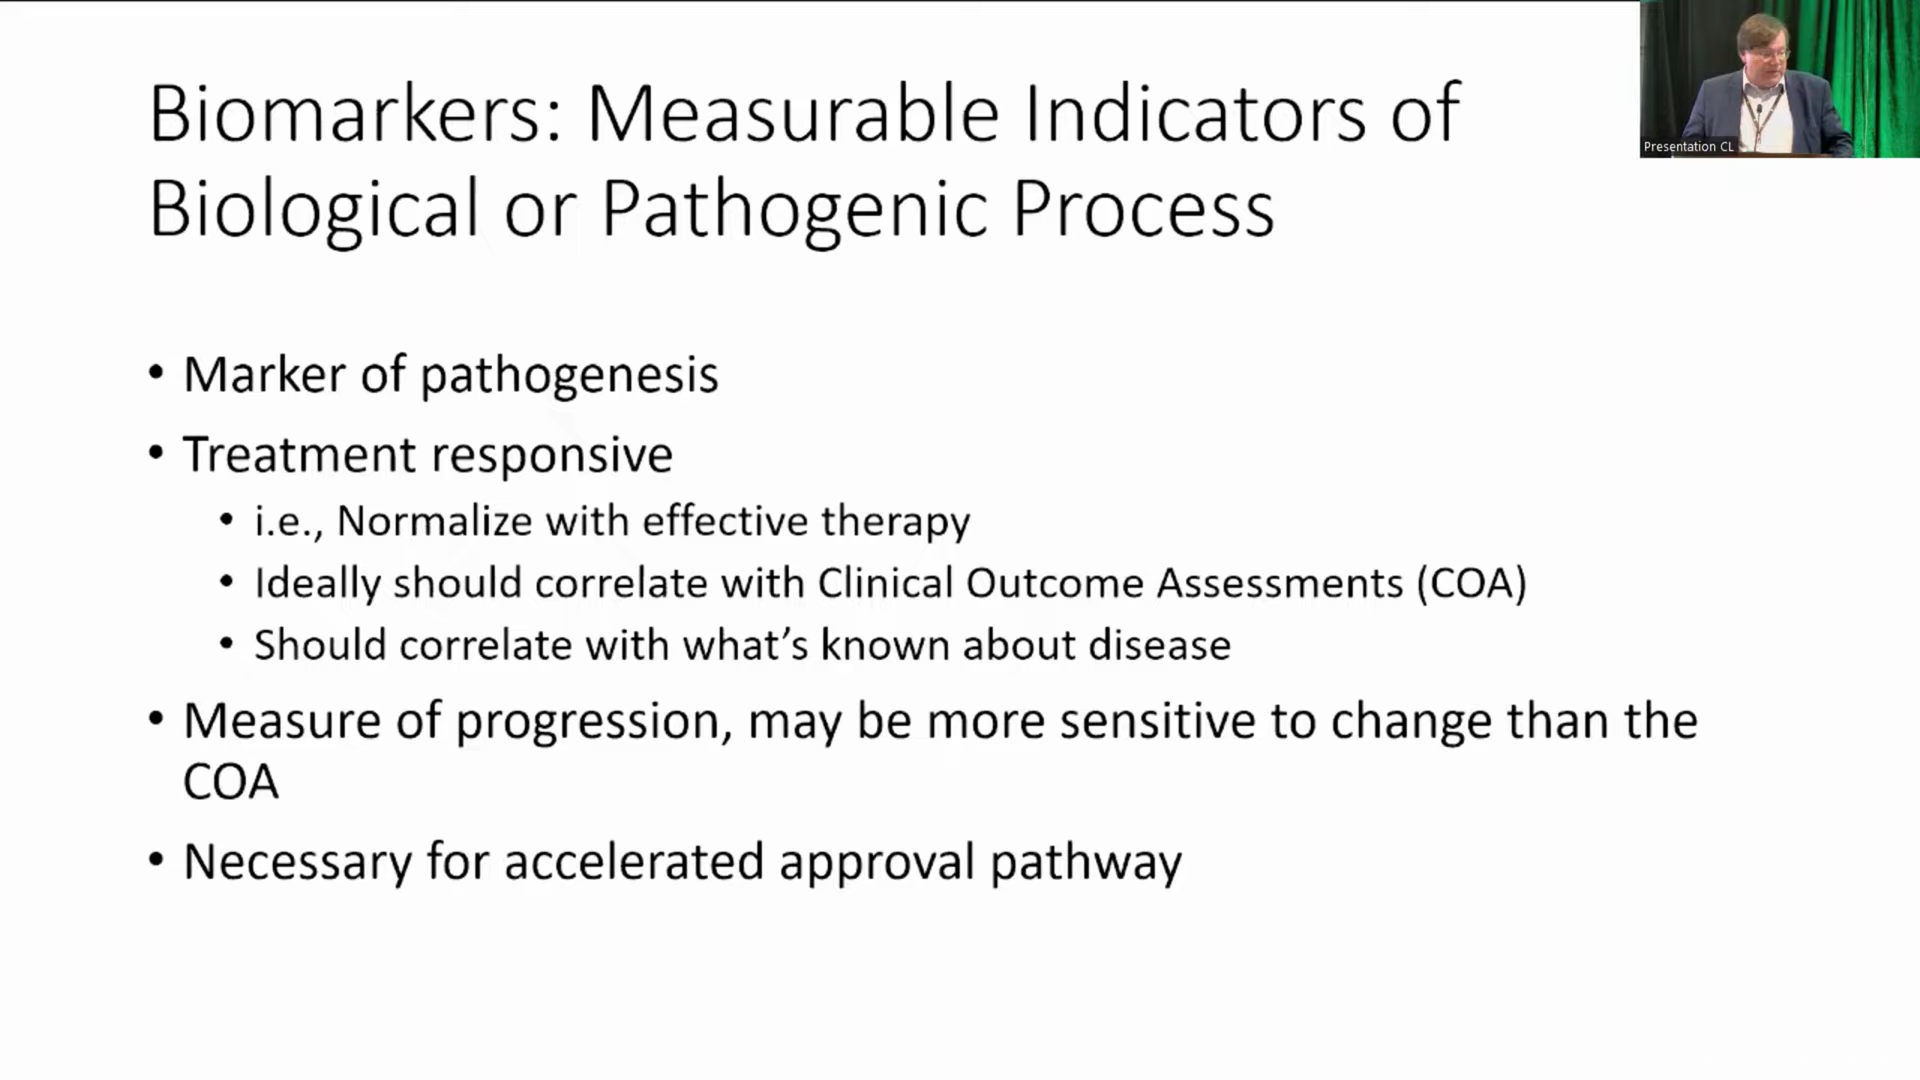 Biomarkers: Measurable Indicators of
Biological or Pathogenic Process
Presentation CL
• Marker of pathogenesis
• Treatment responsive
• i.e., Normalize with effective therapy
• Ideally should correlate with Clinical Outcome Assessments (COA)
• Should correlate with what’s known about disease
• Measure of progression, may be more sensitive to change than the
COA
• Necessary for accelerated approval pathway